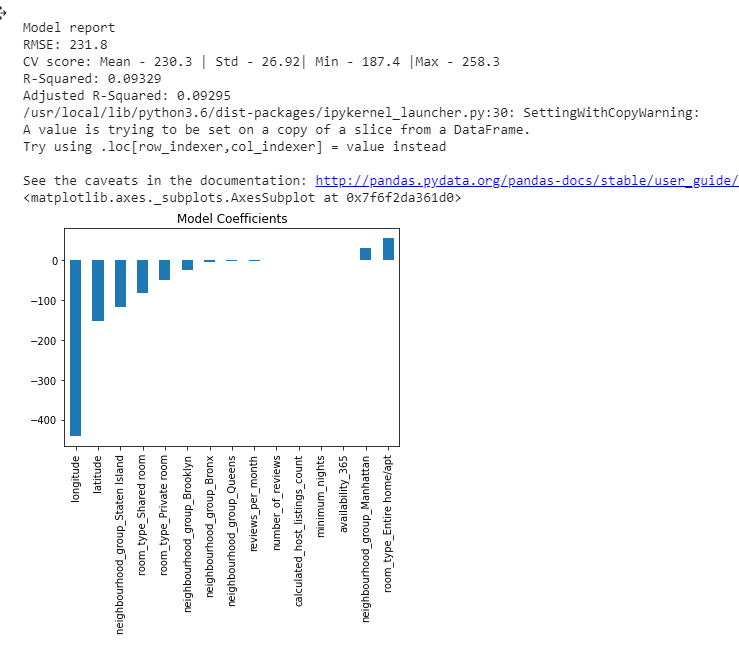 Model report
RMSE: 231.8
CV score: Mean - 230.3 | Std - 26.92| Min - 187.4 |Max - 258.3
R-Squared: 0.09329
Adjusted R-Squared: 0.09295
/usr/local/lib/python3.6/dist-packages/ipykernel_launcher.py:30: SettingWithCopyWarning:
A value is trying to be set on a copy of a slice from a DataFrame.
Try using .loc[row_indexer,col_indexer] = value instead
See the caveats in the documentation: http://pandas.pydata.org/pandas-docs/stable/user_guide/
<matplotlib.axes._subplots.AxesSubplot at 0x7f6f2da361d0>
Model Coefficients
0
−100
−200
−300
−400
longitude
latitude
neighbourhood_group_Staten Island
room_type_Shared room
room_type_Private room
neighbourhood_group_Brooklyn
neighbourhood_group_Bronx
neighbourhood_group_Queens
reviews_per_month
number_of_reviews
calculated_host_listings_count
minimum_nights
availability_365
neighbourhood_group_Manhattan
room_type_Entire home/apt